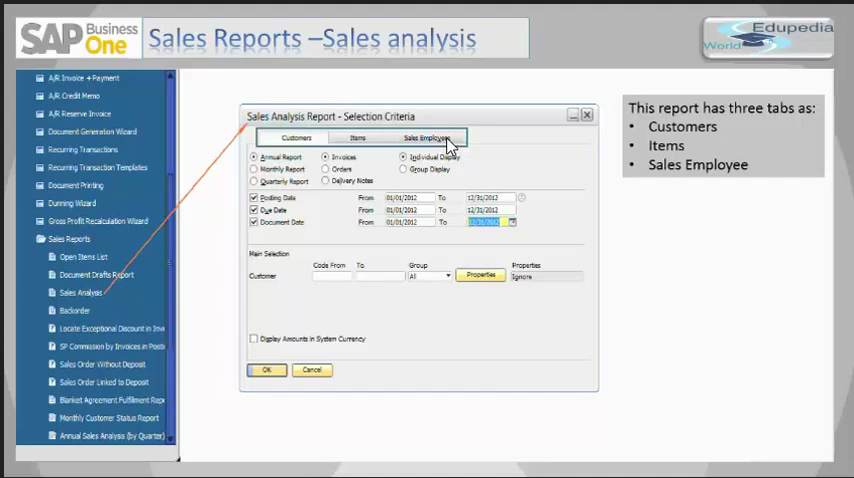 SAP Business One
Sales Reports –Sales analysis
Edupedia World
A/R Invoice + Payment
A/R Credit Memo
A/R Reserve Invoice
Document Generation Wizard
Recurring Transactions
Recurring Transaction Templates
Document Printing
Dunning Wizard
Gross Profit Recalculation Wizard
Sales Reports
Open Items List
Document Drafts Report
Sales Analysis
Backorder
Locate Exceptional Discount in Inv
SP Commission by Invoices in Posti
Sales Order Without Deposit
Sales Order Linked to Deposit
Blanket Agreement Fulfillment Rep
Monthly Customer Status Report
Annual Sales Analysis (by Quarter)
Sales Analysis Report - Selection Criteria
Customers Items Sales Employees
Annual Report Invoices Individual Display
Monthly Report Orders Group Display
Quarterly Report Delivery Notes
Posting Date From 01/01/2012 To 12/31/2012
Due Date From 01/01/2012 To 12/31/2012
Document Date From 01/01/2012 To 12/31/2012
Main Selection
Code From To Group Properties
Customer All Properties Ignore
Display Amounts in System Currency
OK Cancel
This report has three tabs as:
• Customers
• Items
• Sales Employee